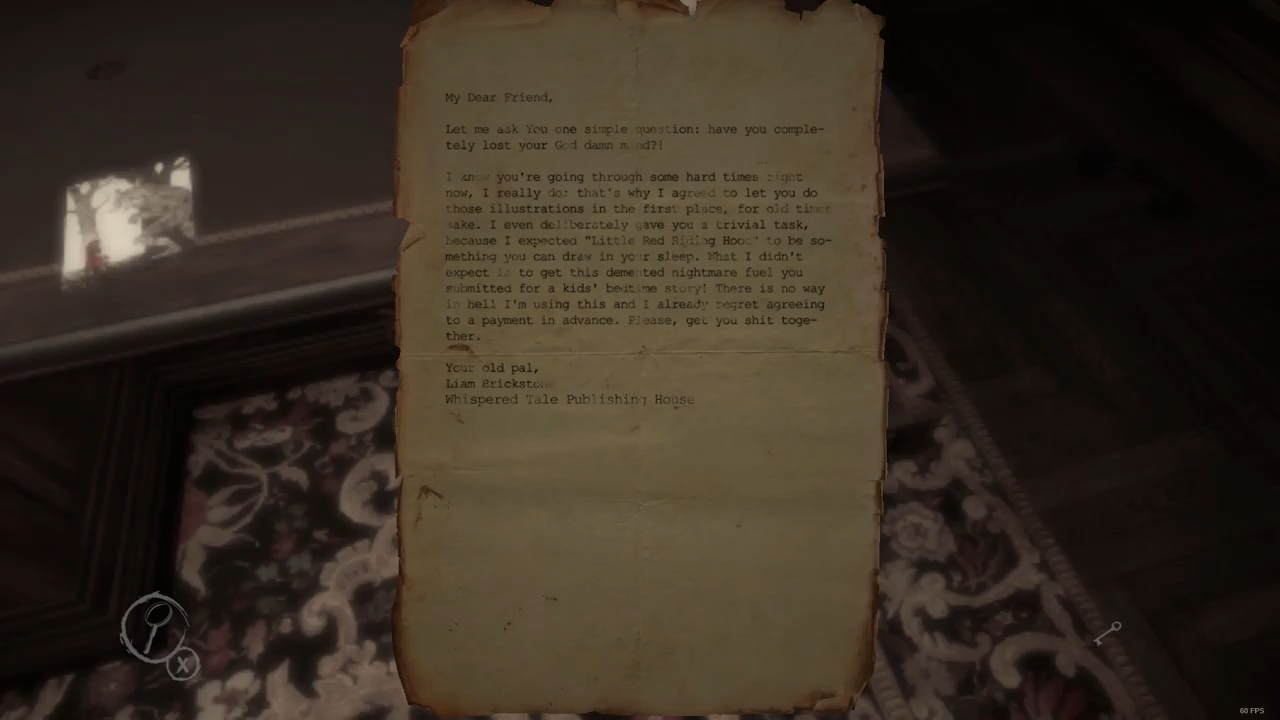 My Dear Friend,
Let me ask You one simple question: have you comple-
tely lost your God damn mind?!
I know you're going through some hard times right
now, I really do; that's why I agreed to let you do
those illustrations in the first place, for old times
sake. I even deliberately gave you a trivial task,
because I expected "Little Red Riding Hood" to be so-
mething you can draw in your sleep. What I didn't
expect is to get this demented nightmare fuel you
submitted for a kids' bedtime story! There is no way
in hell I'm using this and I already regret agreeing
to a payment in advance. Please, get you shit toge-
ther.
Your old pal,
Liam Brickstone
Whispered Tale Publishing House
X
60 FPS